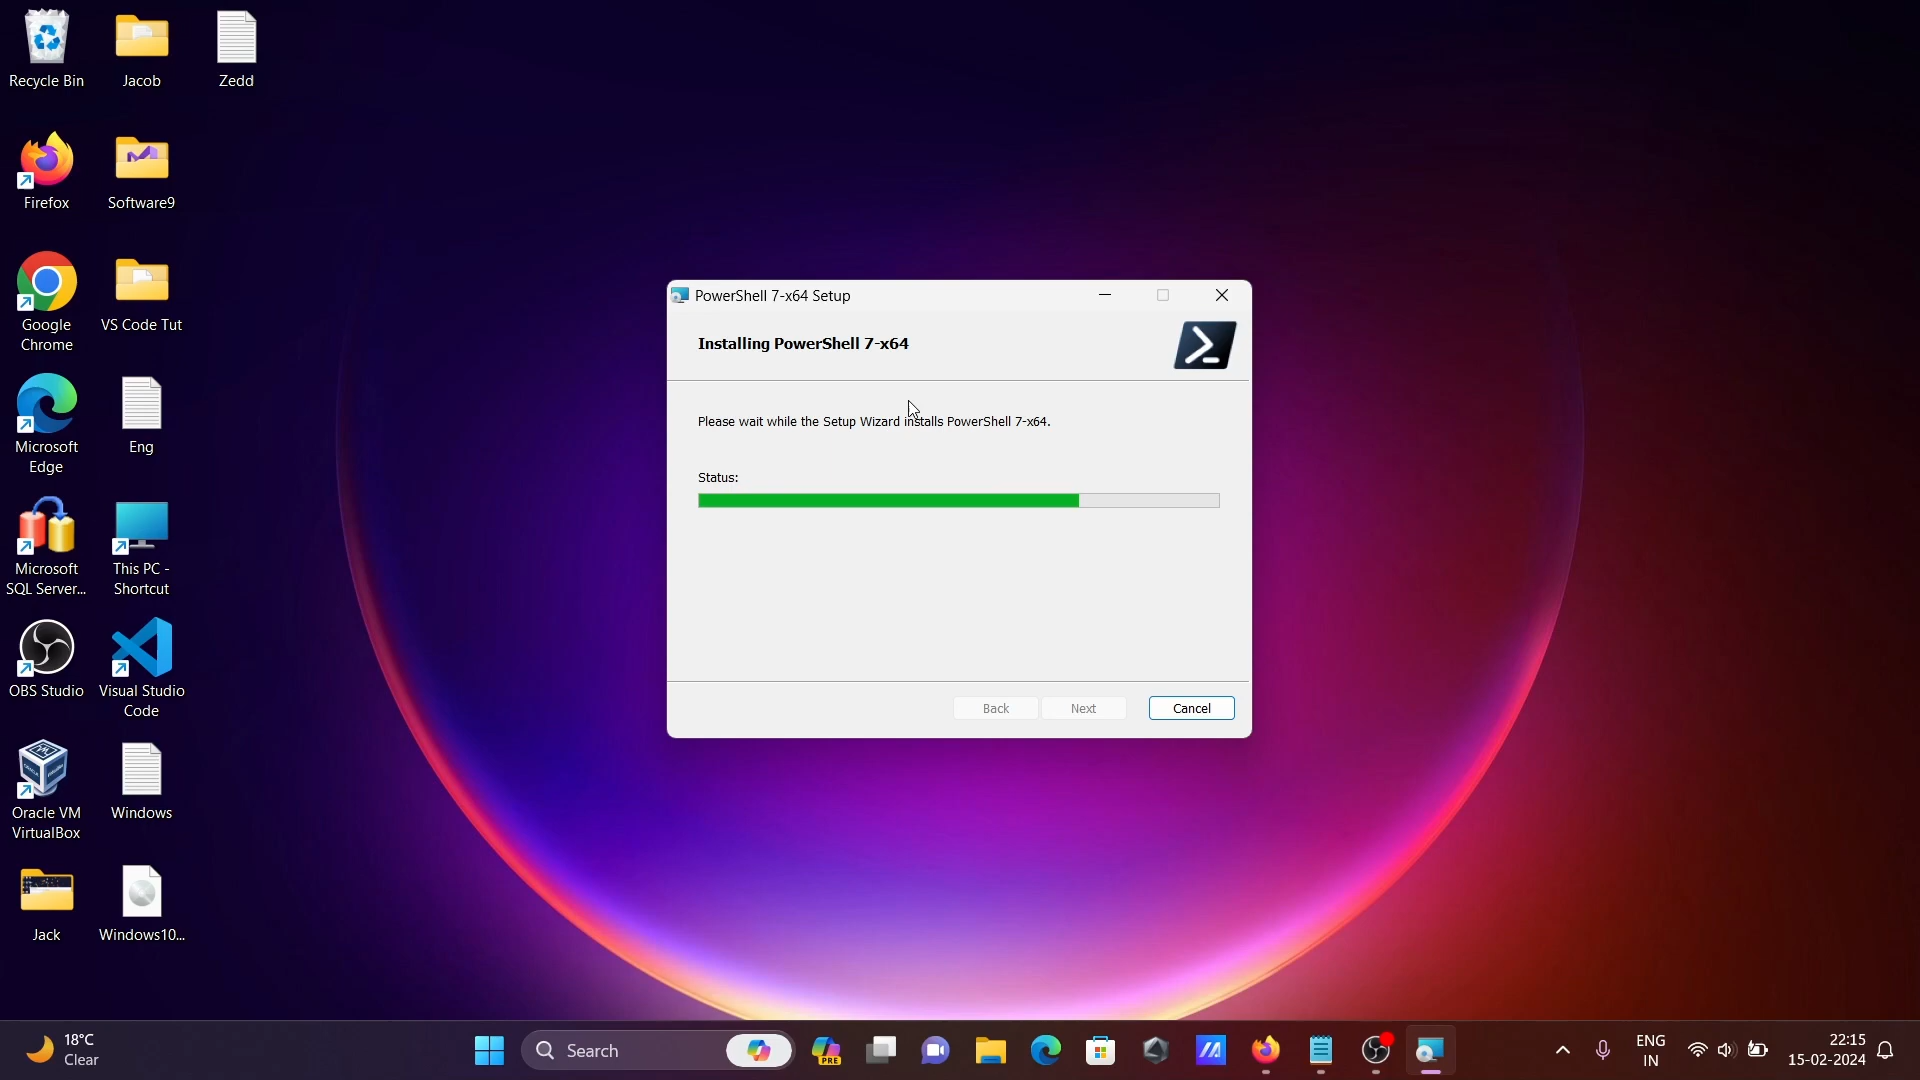 Recycle Bin
Jacob
Zedd
Firefox
Software9
Google
Chrome
VS Code Tut
Microsoft
Edge
Eng
Microsoft
SQL Server...
This PC -
Shortcut
OBS Studio
Visual Studio
Code
Oracle VM
VirtualBox
Windows
Jack
Windows10...
PowerShell 7-x64 Setup
Installing PowerShell 7-x64
Please wait while the Setup Wizard installs PowerShell 7-x64.
Status:
Back
Next
Cancel
18°C
Clear
Search
PRE
ENG
IN
22:15
15-02-2024